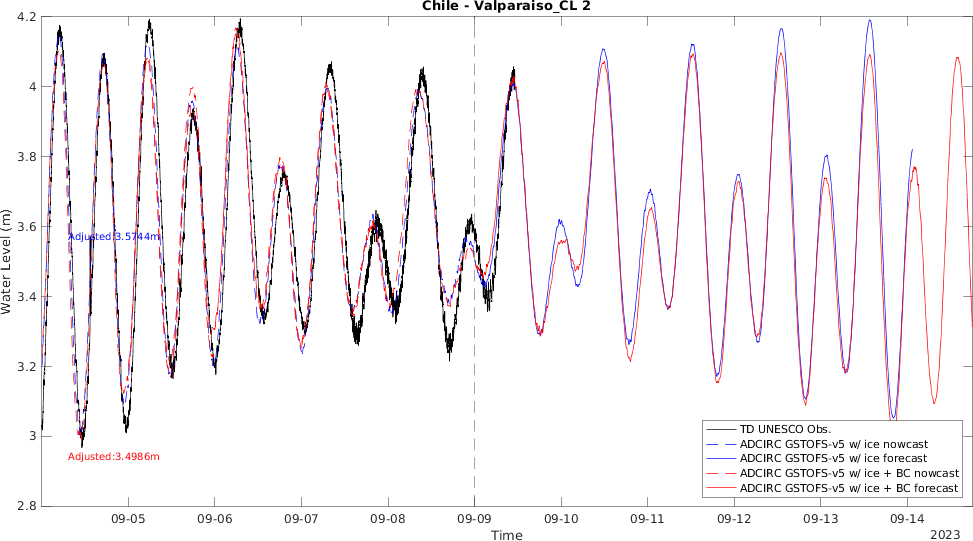 Chile - Valparaiso_CL 2
Water Level (m)
4.2
4
3.8
3.6
3.4
3.2
3
2.8
Adjusted:3.5744m
Adjusted:3.4986m
TD UNESCO Obs.
ADCIRC GSTOFS-v5 w/ ice nowcast
ADCIRC GSTOFS-v5 w/ ice forecast
ADCIRC GSTOFS-v5 w/ ice + BC nowcast
ADCIRC GSTOFS-v5 w/ ice + BC forecast
09-05 09-06 09-07 09-08 09-09 09-10 09-11 09-12 09-13 09-14
Time
2023